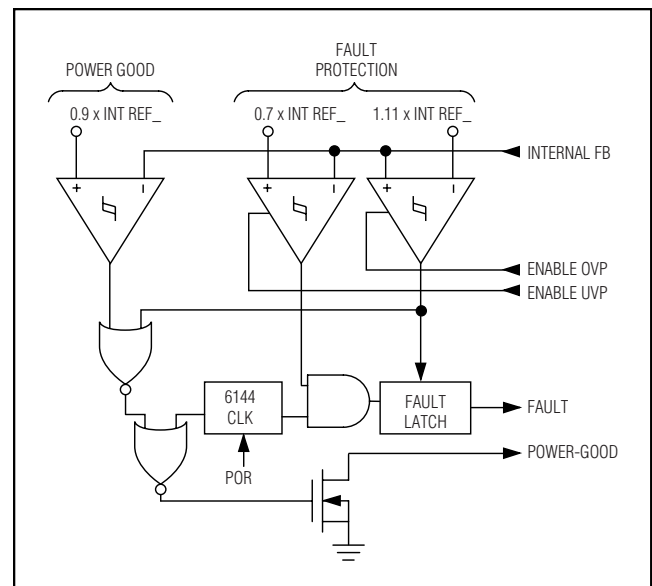 POWER GOOD
FAULT
PROTECTION
0.9 x INT REF_
0.7 x INT REF_
1.11 x INT REF_
INTERNAL FB
+
–
+
–
+
–
ENABLE OVP
ENABLE UVP
6144
CLK
FAULT
LATCH
FAULT
POWER-GOOD
POR